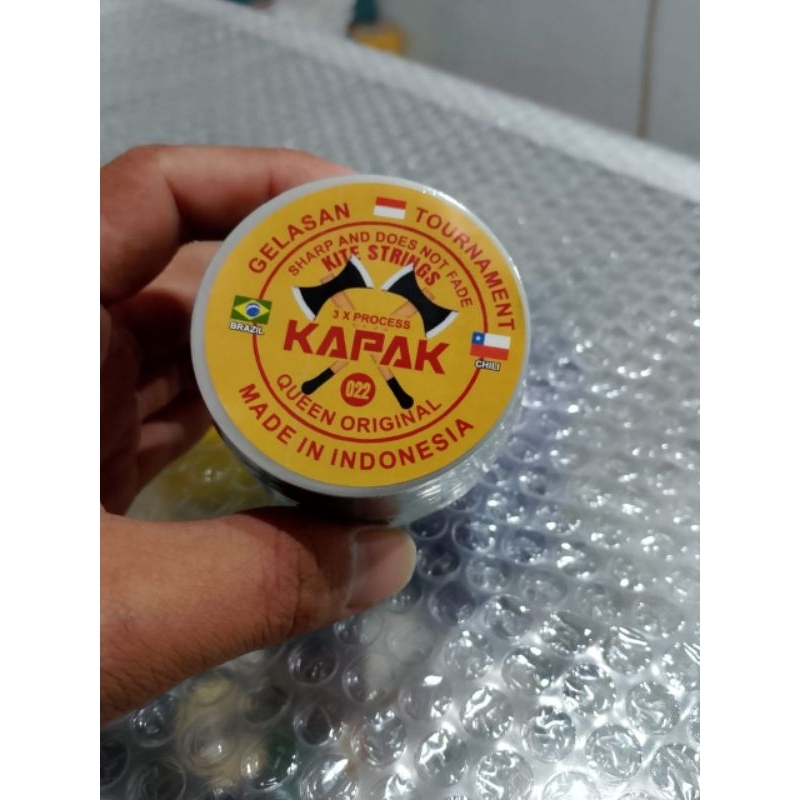 GELASAN TOURNAMENT
SHARP AND DOES NOT FADE
KITE STRINGS
BRAZIL
CHILI
3 X PROCESS
KAPAK
022
QUEEN ORIGINAL
MADE IN INDONESIA